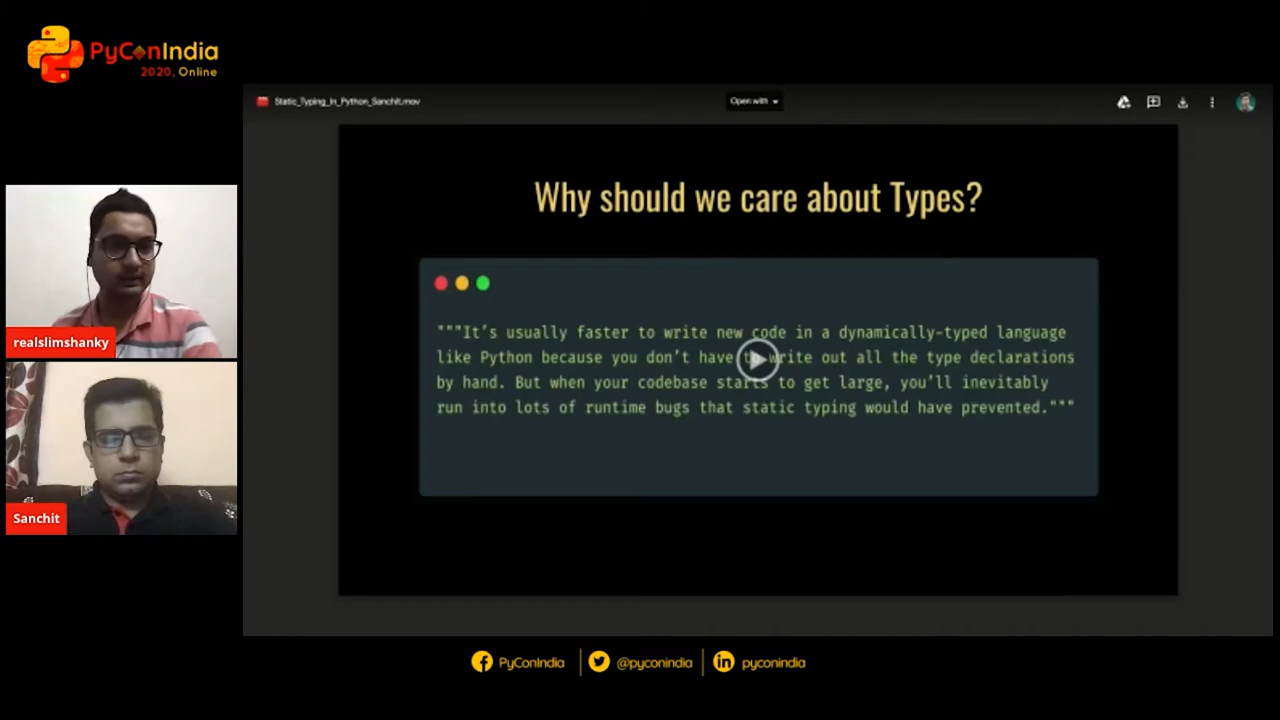 PyConIndia
2020, Online
Static_Typing_In_Python_Sanchit.mov
Open with
Why should we care about Types?
"""It's usually faster to write new code in a dynamically-typed language
like Python because you don't have to write out all the type declarations
by hand. But when your codebase starts to get large, you'll inevitably
run into lots of runtime bugs that static typing would have prevented."""
realslimshanky
Sanchit
PyConIndia
@pyconindia
pyconindia